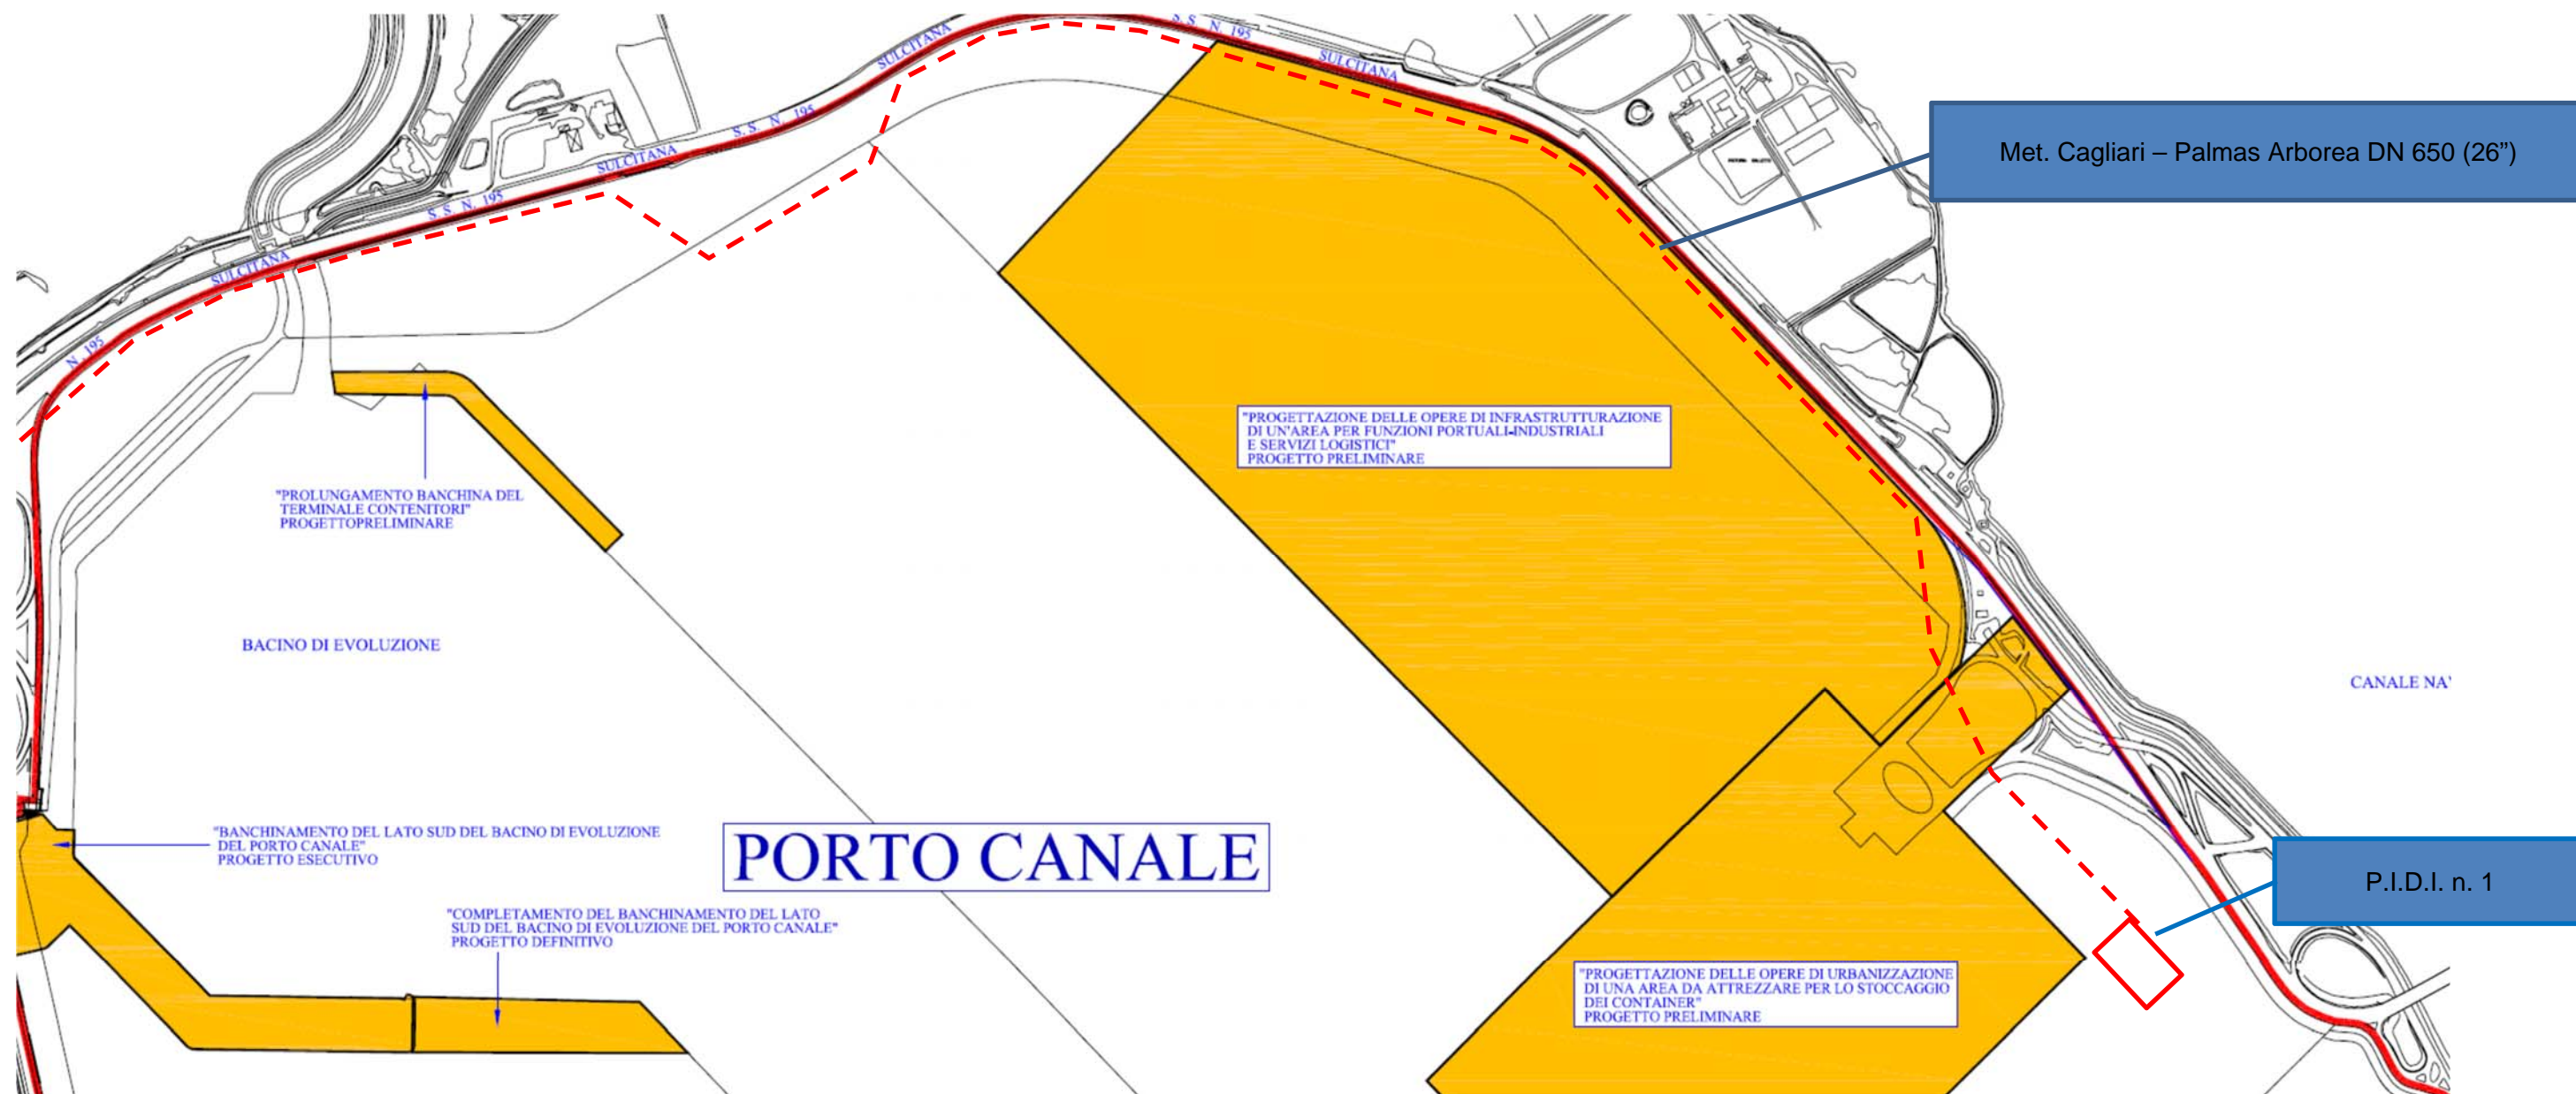 S.S. N. 195
SULCITANA
SULCITANA
S.S. N. 195
SULCITANA
S.S. N. 195
SULCITANA
N. 195
Met. Cagliari – Palmas Arborea DN 650 (26”)
"PROGETTAZIONE DELLE OPERE DI INFRASTRUTTURAZIONE
DI UN'AREA PER FUNZIONI PORTUALI-INDUSTRIALI
E SERVIZI LOGISTICI"
PROGETTO PRELIMINARE
"PROLUNGAMENTO BANCHINA DEL
TERMINALE CONTENITORI"
PROGETTOPRELIMINARE
BACINO DI EVOLUZIONE
CANALE NA'
"BANCHINAMENTO DEL LATO SUD DEL BACINO DI EVOLUZIONE
DEL PORTO CANALE"
PROGETTO ESECUTIVO
PORTO CANALE
P.I.D.I. n. 1
"COMPLETAMENTO DEL BANCHINAMENTO DEL LATO
SUD DEL BACINO DI EVOLUZIONE DEL PORTO CANALE"
PROGETTO DEFINITIVO
"PROGETTAZIONE DELLE OPERE DI URBANIZZAZIONE
DI UNA AREA DA ATTREZZARE PER LO STOCCAGGIO
DEI CONTAINER"
PROGETTO PRELIMINARE